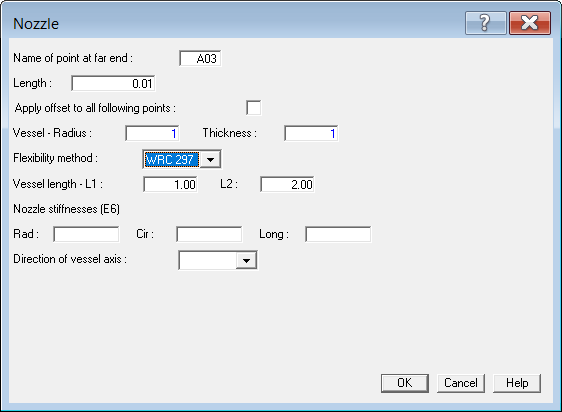 Nozzle
Name of point at far end : A03
Length : 0.01
Apply offset to all following points :
Vessel - Radius : 1 Thickness : 1
Flexibility method : WRC 297
Vessel length - L1 : 1.00 L2 : 2.00
Nozzle stiffnesses (E6)
Rad : Cir : Long :
Direction of vessel axis :
OK Cancel Help